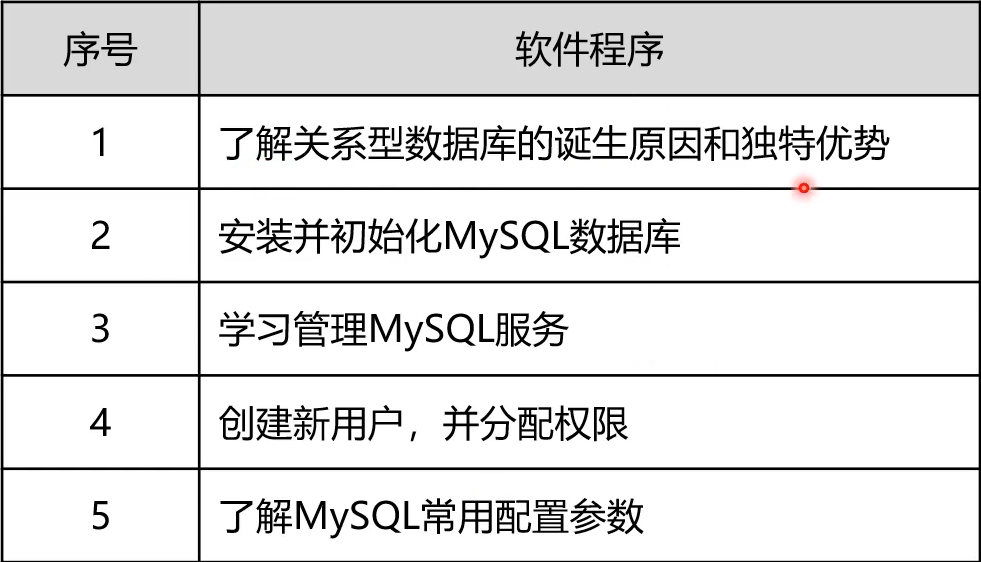 序号 软件程序
1 了解关系型数据库的诞生原因和独特优势
2 安装并初始化MySQL数据库
3 学习管理MySQL服务
4 创建新用户，并分配权限
5 了解MySQL常用配置参数